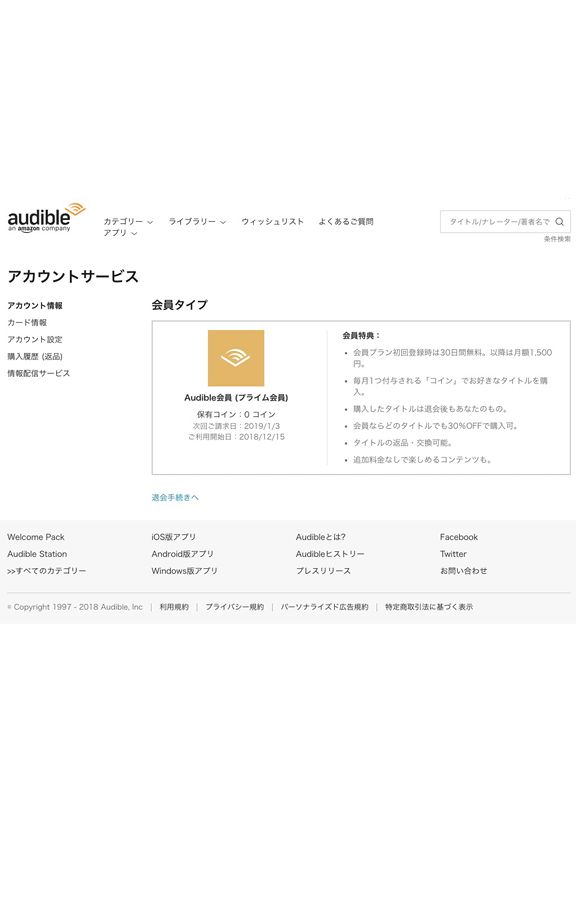 audible
an amazon company
カテゴリー
ライブラリー
ウィッシュリスト
よくあるご質問
アプリ
タイトル/ナレーター/著者名で
条件検索
アカウントサービス
アカウント情報
カード情報
アカウント設定
購入履歴 (返品)
情報配信サービス
会員タイプ
Audible会員 (プライム会員)
保有コイン：0 コイン
次回ご請求日：2019/1/3
ご利用開始日：2018/12/15
会員特典：
• 会員プラン初回登録時は30日間無料。以降は月額1,500
円。
• 毎月1つ付与される「コイン」でお好きなタイトルを購
入。
• 購入したタイトルは退会後もあなたのもの。
• 会員ならどのタイトルでも30%OFFで購入可。
• タイトルの返品・交換可能。
• 追加料金なしで楽しめるコンテンツも。
退会手続きへ
Welcome Pack
Audible Station
>>すべてのカテゴリー
iOS版アプリ
Android版アプリ
Windows版アプリ
Audibleとは?
Audibleヒストリー
プレスリリース
Facebook
Twitter
お問い合わせ
© Copyright 1997 - 2018 Audible, Inc | 利用規約 | プライバシー規約 | パーソナライズド広告規約 | 特定商取引法に基づく表示